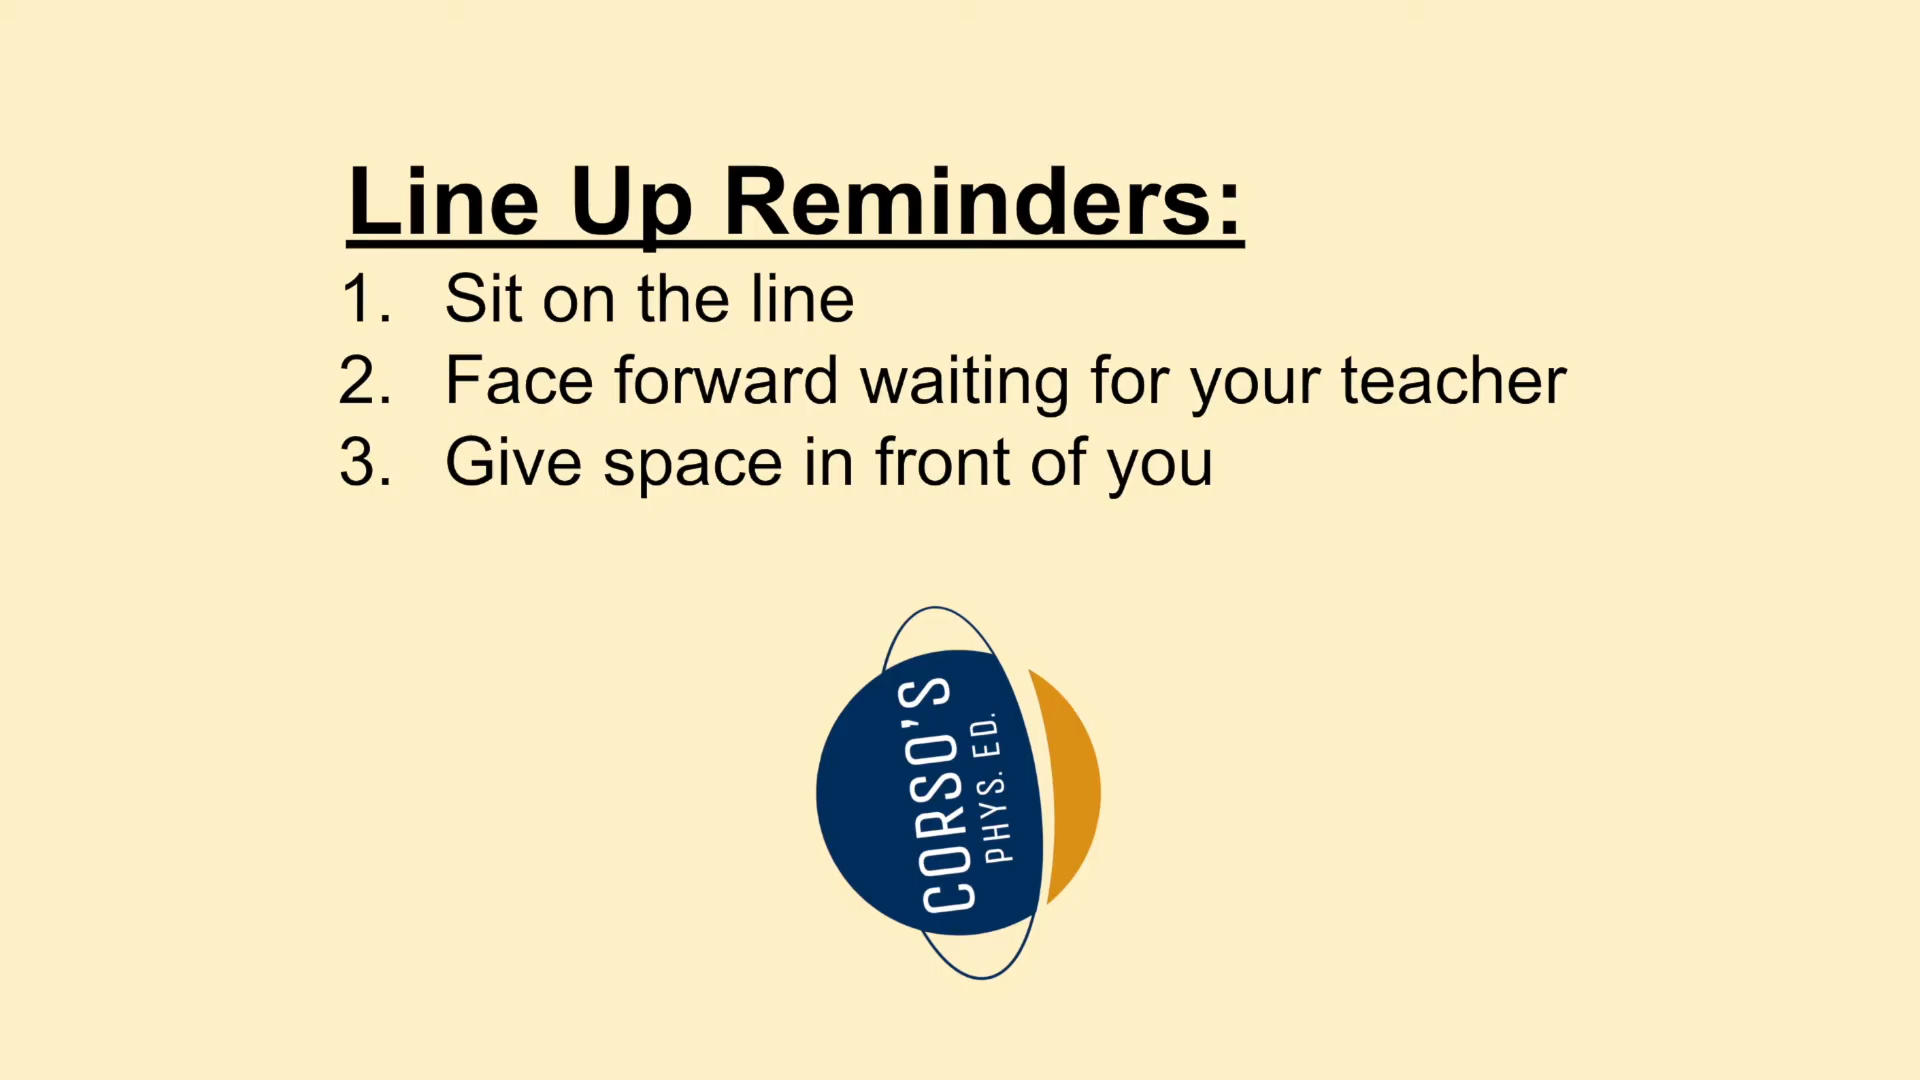 Line Up Reminders:
1. Sit on the line
2. Face forward waiting for your teacher
3. Give space in front of you
CORSO'S
PHYS. ED.